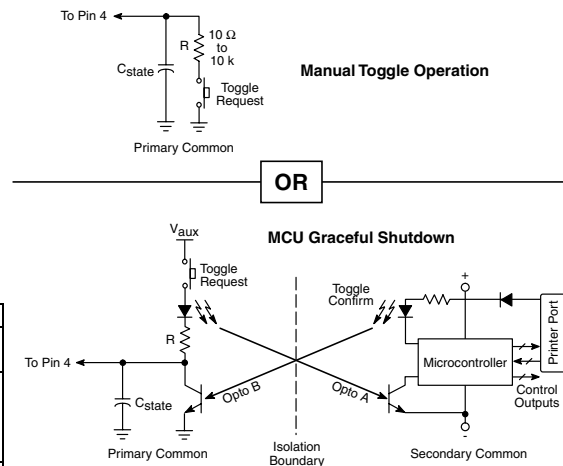 To Pin 4
R
10 Ω
to
10 k
Cstate
Toggle
Request
Manual Toggle Operation
Primary Common
OR
MCU Graceful Shutdown
Vaux
Toggle
Request
Toggle
Confirm
+
Printer Port
R
To Pin 4
Microcontroller
Cstate
Opto B
Opto A
Control
Outputs
-
Primary Common
Isolation
Boundary
Secondary Common